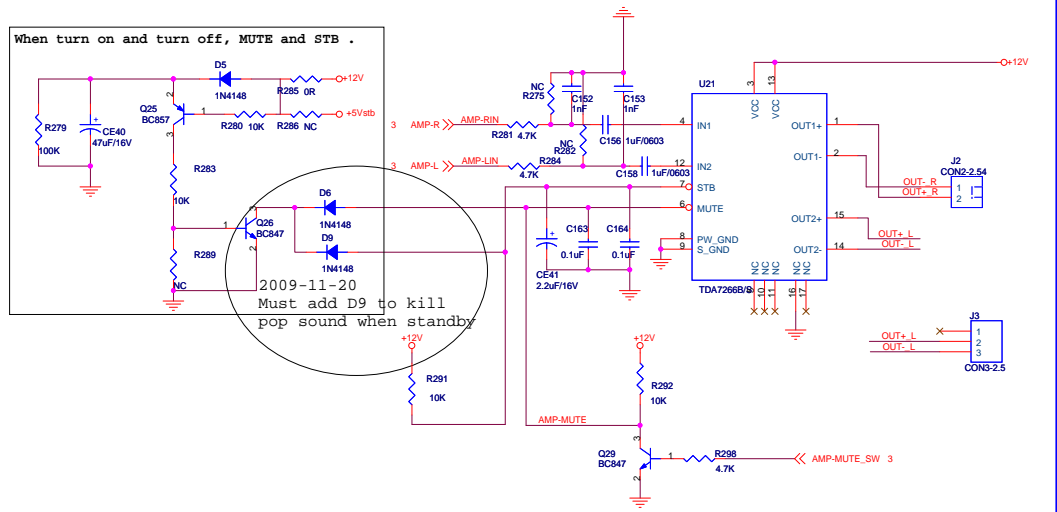 When turn on and turn off, MUTE and STB .
D5
1N4148
R285 0R
+12V
+5Vstb
R286 NC
R280 10K
Q25
BC857
2
1
3
R279
100K
CE40
47uF/16V
+
R283
10K
R289
NC
Q26
BC847
1
3
2
D6
1N4148
D9
1N4148
2009-11-20
Must add D9 to kill
pop sound when standby
3 AMP-R AMP-RIN
R281 4.7K
3 AMP-L AMP-LIN
R284
4.7K
NC
R275
C152
1nF
C153
1nF
NC
R282
C156 1uF/0603
C158 1uF/0603
U21
3
13
VCC
VCC
+12V
4 IN1
12 IN2
7 STB
6 MUTE
8 PW_GND
9 S_GND
OUT1+ 1
OUT1- 2
OUT2+ 15
OUT2- 14
NC
NC
NC
NC
NC
10
11
16
17
TDA7266B/S
+
CE41
2.2uF/16V
C163
0.1uF
C164
0.1uF
J2
CON2-2.54
OUT-_R
OUT+_R
1
2
OUT+_L
OUT-_L
J3
1
2
3
OUT+_L
OUT-_L
CON3-2.5
+12V
R291
10K
+12V
R292
10K
AMP-MUTE
Q29
BC847
3
1
2
R298
4.7K
AMP-MUTE_SW 3